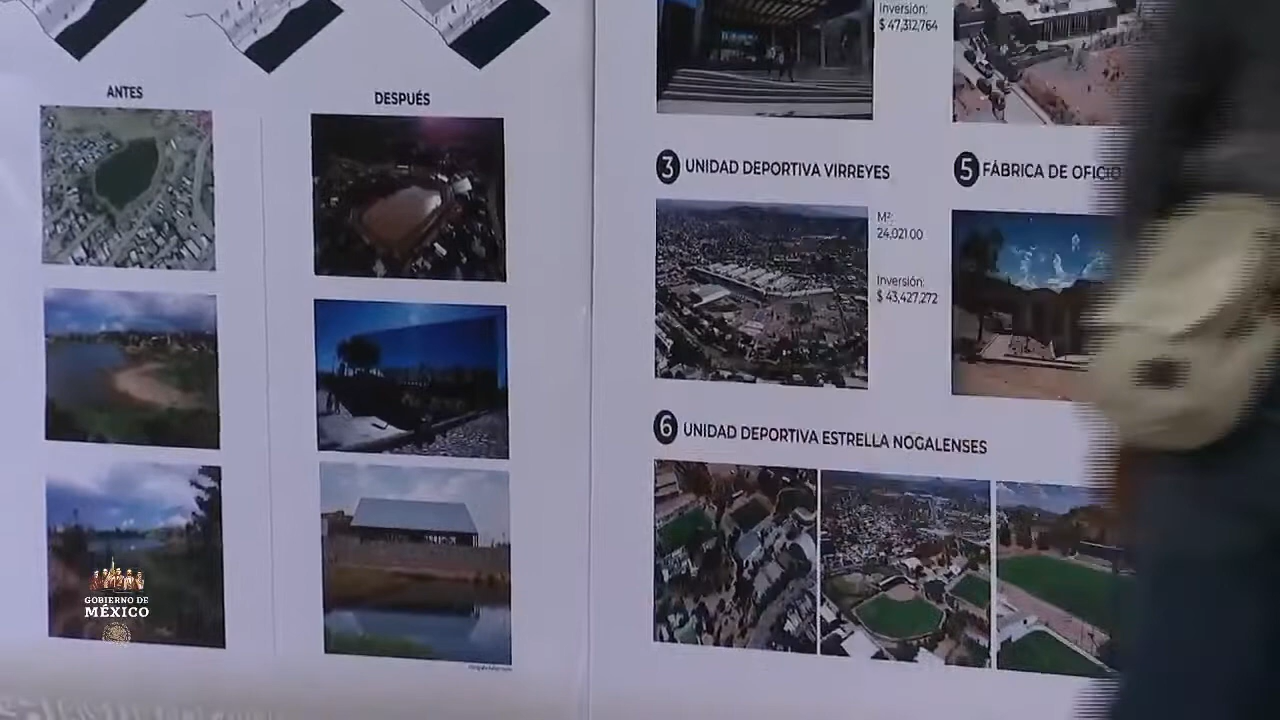 ANTES
DESPUÉS
GOBIERNO DE
MÉXICO
Inversión:
$ 47,312,764
3 UNIDAD DEPORTIVA VIRREYES
M²:
24,021.00
Inversión:
$ 43,427,272
5 FÁBRICA DE OFICIO
6 UNIDAD DEPORTIVA ESTRELLA NOGALENSES